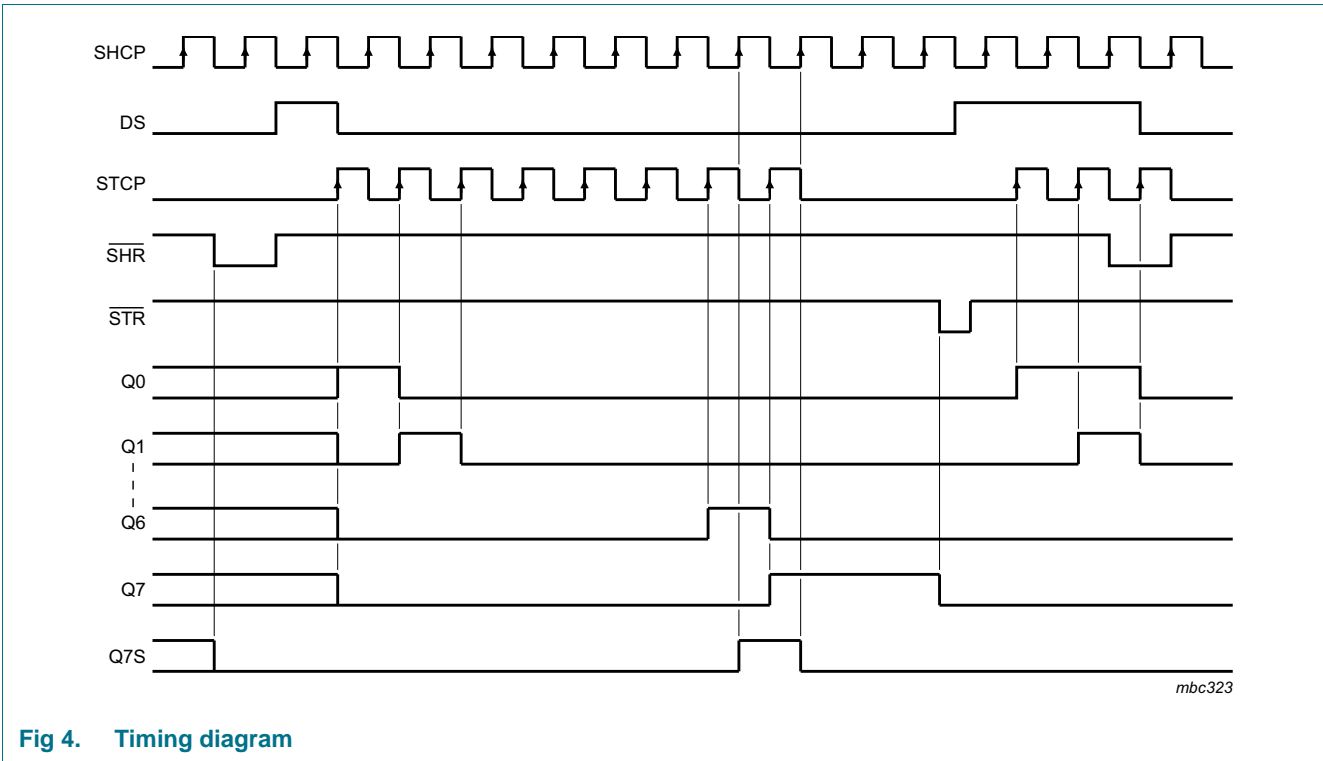 SHCP
DS
STCP
SHR
STR
Q0
Q1
Q6
Q7
Q7S
mbc323
Fig 4. Timing diagram